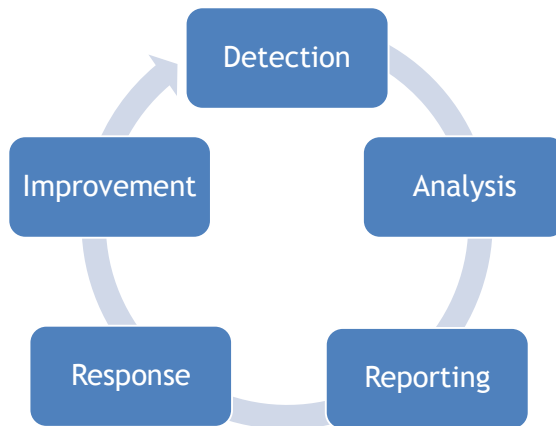 Detection
Analysis
Reporting
Response
Improvement